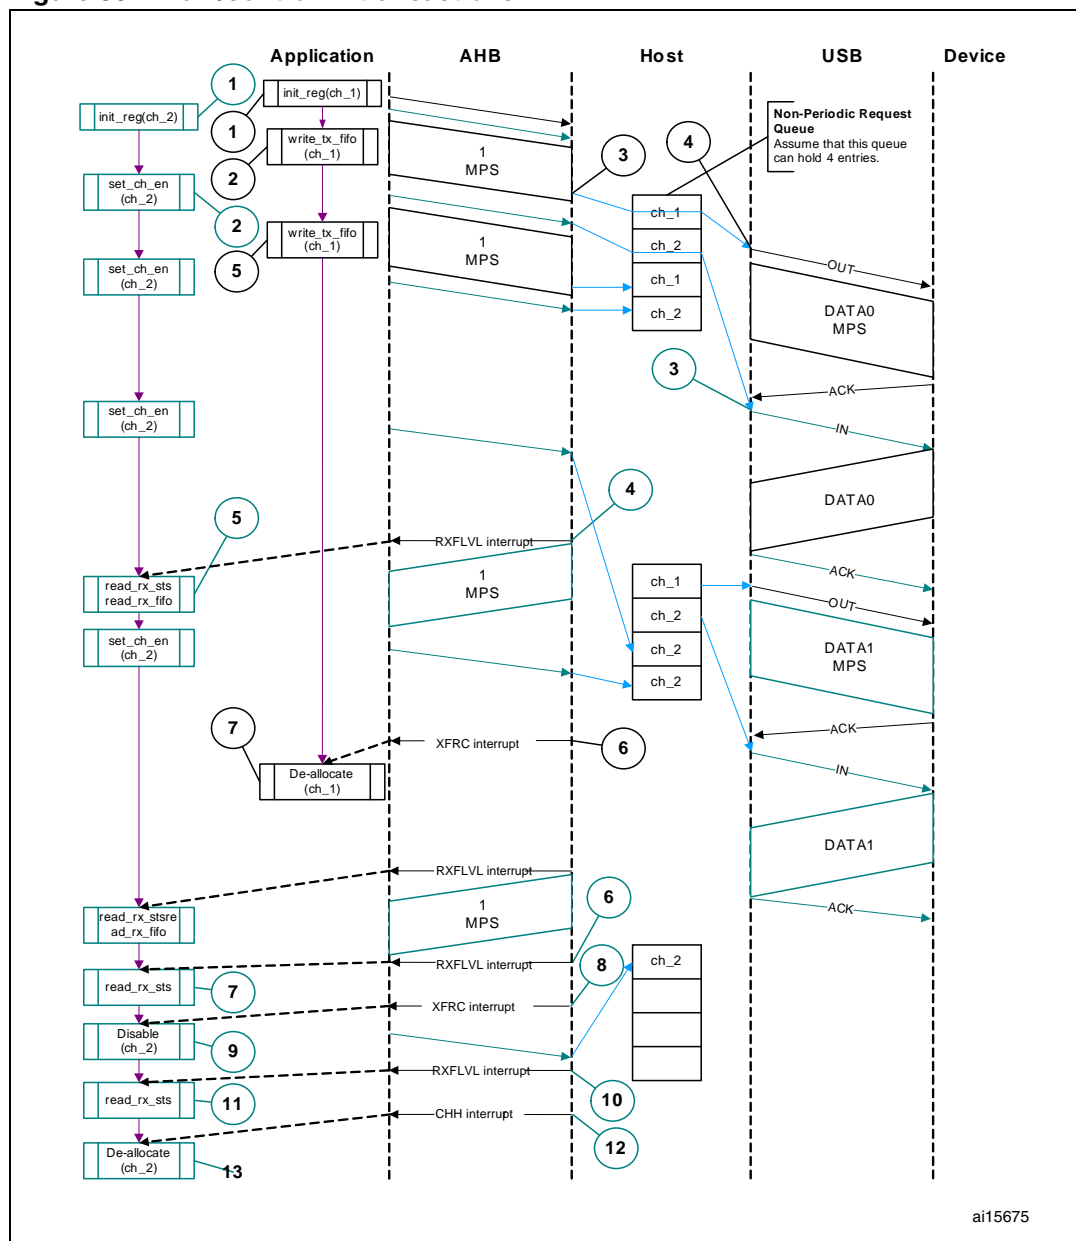 Application AHB Host USB Device
1
init_reg(ch_1)
init_reg(ch_2)
1
Non-Periodic Request
Queue
Assume that this queue
can hold 4 entries.
write_tx_fifo
(ch_1)
1
MPS
3
4
2
set_ch_en
(ch_2)
ch_1
2
write_tx_fifo
(ch_1)
1
MPS
ch_2
5
OUT
set_ch_en
(ch_2)
ch_1
ch_2
DATA0
MPS
3
ACK
set_ch_en
(ch_2)
IN
4
DATA0
5
RXFLVL interrupt
read_rx_sts
read_rx_fifo
1
MPS
ch_1
ACK
OUT
ch_2
set_ch_en
(ch_2)
ch_2
DATA1
MPS
ch_2
7
ACK
XFRC interrupt
6
De-allocate
(ch_1)
IN
DATA1
RXFLVL interrupt
6
read_rx_stsre
ad_rx_fifo
1
MPS
ACK
RXFLVL interrupt
8
ch_2
read_rx_sts
7
XFRC interrupt
Disable
(ch_2)
9
RXFLVL interrupt
read_rx_sts
11
10
CHH interrupt
12
De-allocate
(ch_2)
13
ai15675